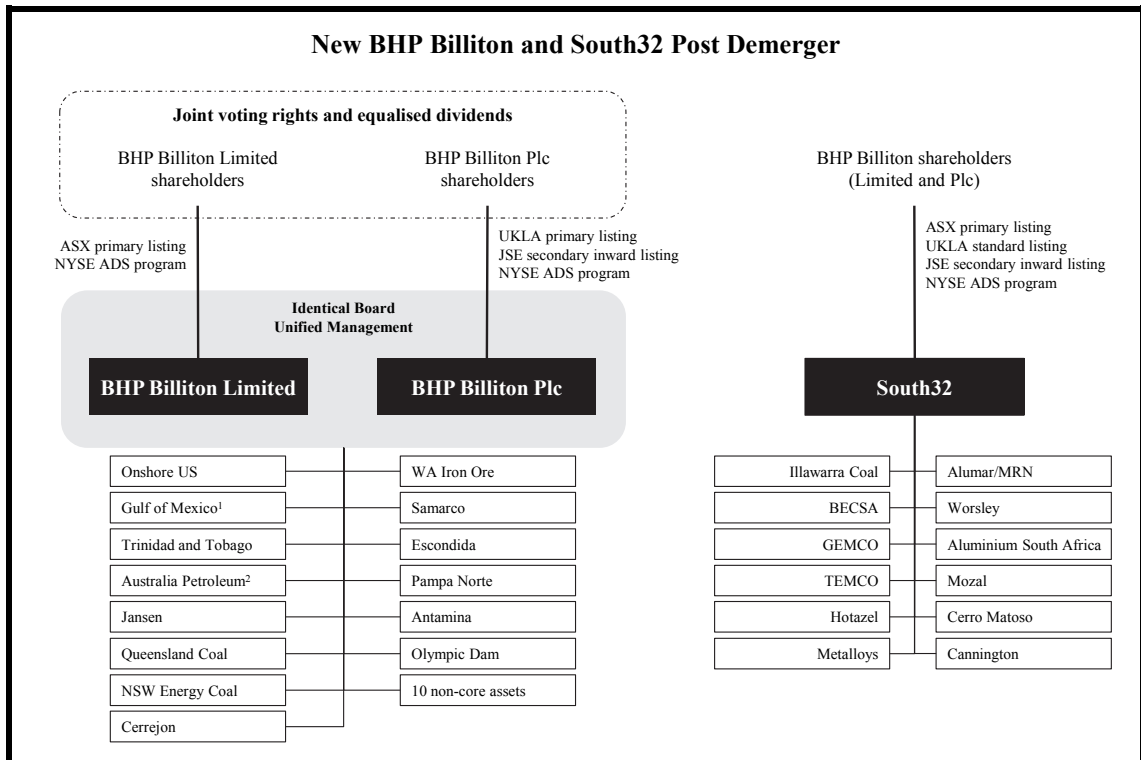 New BHP Billiton and South32 Post Demerger
Joint voting rights and equalised dividends
BHP Billiton Limited
shareholders
BHP Billiton Plc
shareholders
ASX primary listing
NYSE ADS program
UKLA primary listing
JSE secondary inward listing
NYSE ADS program
Identical Board
Unified Management
BHP Billiton Limited
BHP Billiton Plc
Onshore US
WA Iron Ore
Gulf of Mexico¹
Samarco
Trinidad and Tobago
Escondida
Australia Petroleum²
Pampa Norte
Jansen
Antamina
Queensland Coal
Olympic Dam
NSW Energy Coal
10 non-core assets
Cerrejon
BHP Billiton shareholders
(Limited and Plc)
ASX primary listing
UKLA standard listing
JSE secondary inward listing
NYSE ADS program
South32
Illawarra Coal
Alumar/MRN
BECSA
Worsley
GEMCO
Aluminium South Africa
TEMCO
Mozal
Hotazel
Cerro Matoso
Metalloys
Cannington